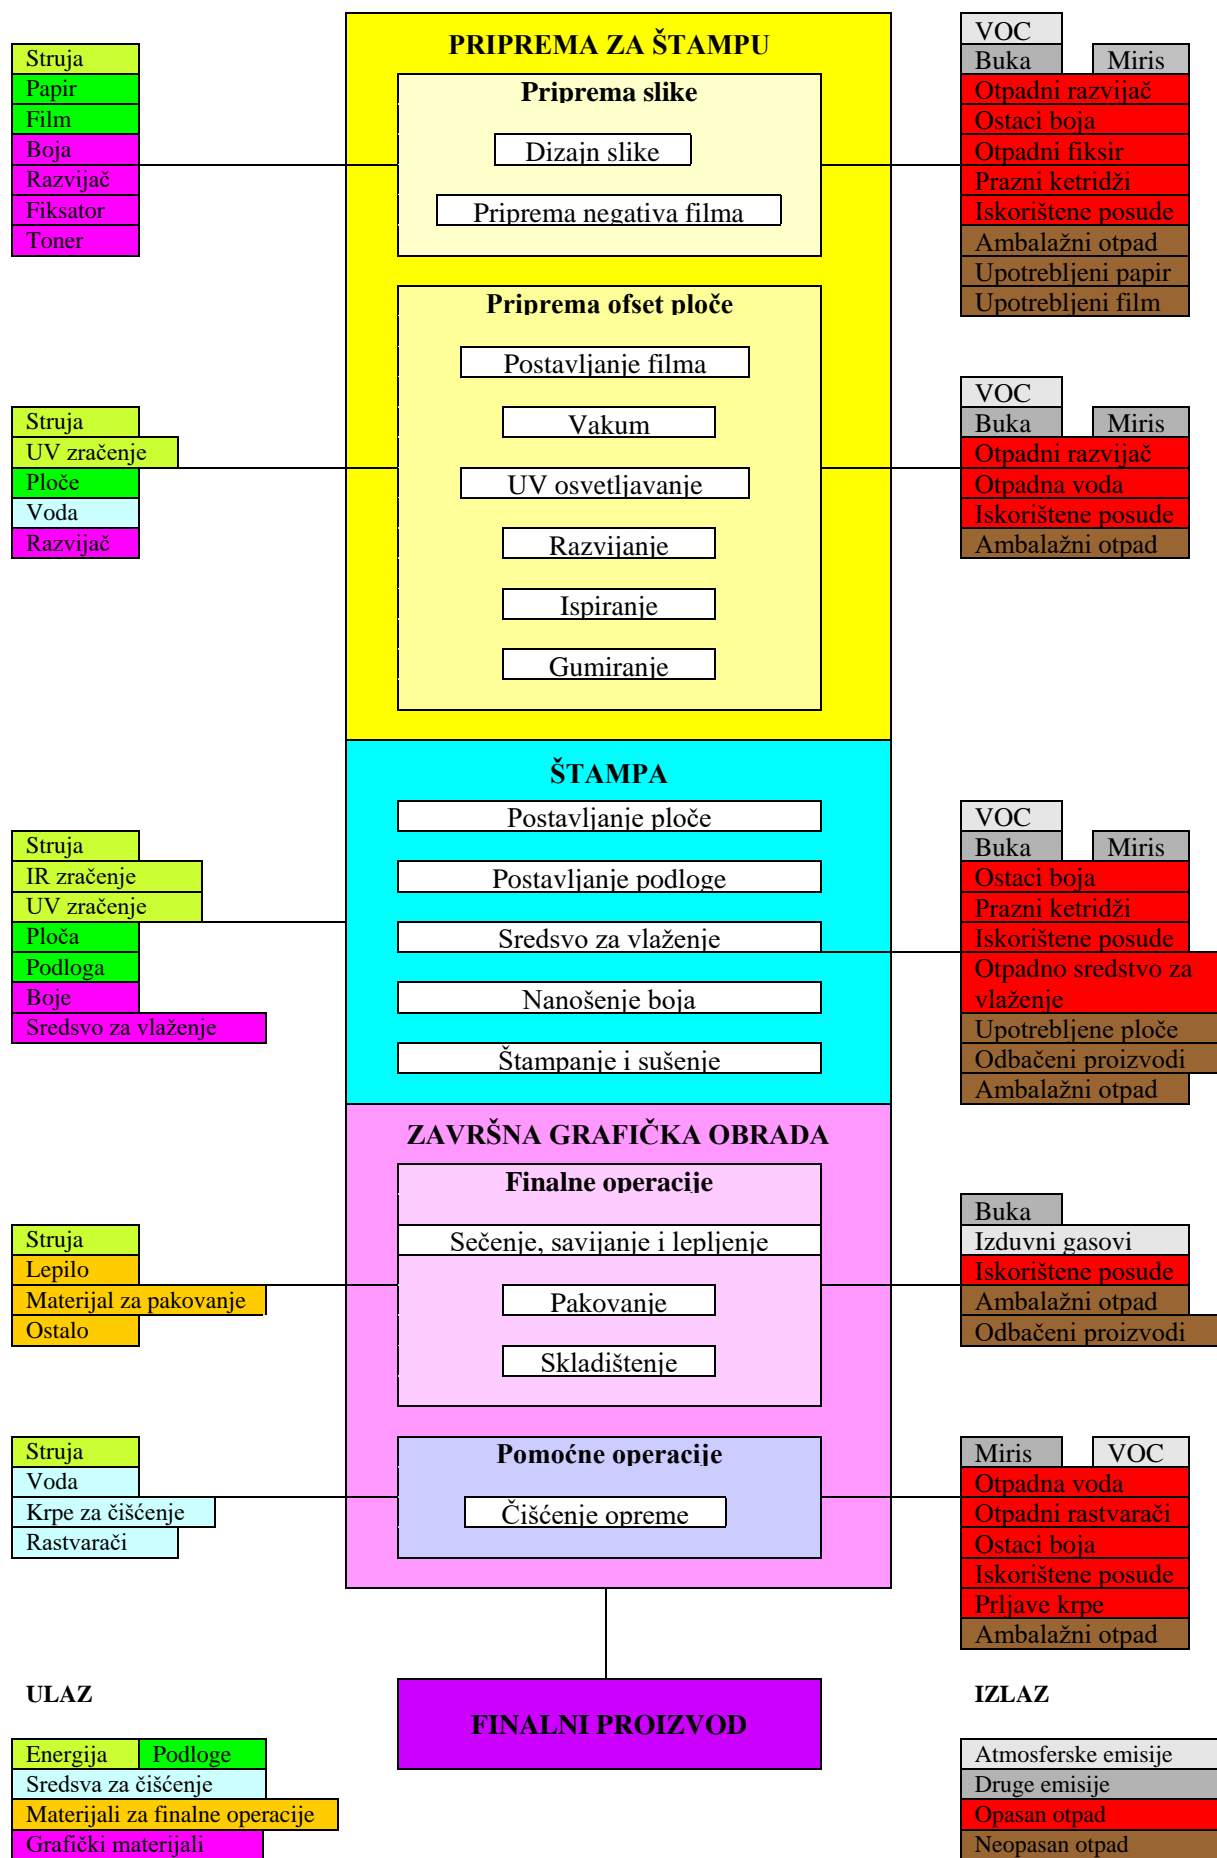 PRIPREMA ZA ŠTAMPU
Struja
Papir
Film
Boja
Razvijač
Fiksator
Toner
Priprema slike
Dizajn slike
Priprema negativa filma
VOC
Buka
Miris
Otpadni razvijač
Ostaci boja
Otpadni fiksir
Prazni ketridži
Iskorištene posude
Ambalažni otpad
Upotrebljeni papir
Upotrebljeni film
Struja
UV zračenje
Ploče
Voda
Razvijač
Priprema ofset ploče
Postavljanje filma
Vakum
UV osvetljavanje
Razvijanje
Ispiranje
Gumiranje
VOC
Buka
Miris
Otpadni razvijač
Otpadna voda
Iskorištene posude
Ambalažni otpad
ŠTAMPA
Struja
IR zračenje
UV zračenje
Ploča
Podloga
Boje
Sredsvo za vlaženje
Postavljanje ploče
Postavljanje podloge
Sredsvo za vlaženje
Nanošenje boja
Štampanje i sušenje
VOC
Buka
Miris
Ostaci boja
Prazni ketridži
Iskorištene posude
Otpadno sredstvo za
vlaženje
Upotrebljene ploče
Odbačeni proizvodi
Ambalažni otpad
ZAVRŠNA GRAFIČKA OBRADA
Struja
Lepilo
Materijal za pakovanje
Ostalo
Finalne operacije
Sečenje, savijanje i lepljenje
Pakovanje
Skladištenje
Buka
Izduvni gasovi
Iskorištene posude
Ambalažni otpad
Odbačeni proizvodi
Struja
Voda
Krpe za čišćenje
Rastvarači
Pomoćne operacije
Čišćenje opreme
Miris
VOC
Otpadna voda
Otpadni rastvarači
Ostaci boja
Iskorištene posude
Prljave krpe
Ambalažni otpad
ULAZ
Energija
Podloge
Sredsva za čišćenje
Materijali za finalne operacije
Grafički materijali
FINALNI PROIZVOD
IZLAZ
Atmosferske emisije
Druge emisije
Opasan otpad
Neopasan otpad